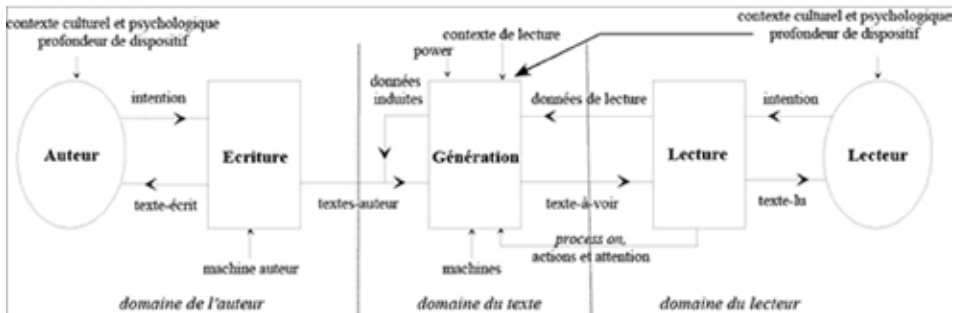 contexte culturel et psychologique
profondeur de dispositif
contexte de lecture
power
contexte culturel et psychologique
profondeur de dispositif
intention
données
induites
données de lecture
intention
Auteur
Ecriture
Génération
Lecture
Lecteur
texte-écrit
textes-auteur
texte-à-voir
texte-lu
process on,
actions et attention
machine auteur
machines
domaine de l'auteur
domaine du texte
domaine du lecteur